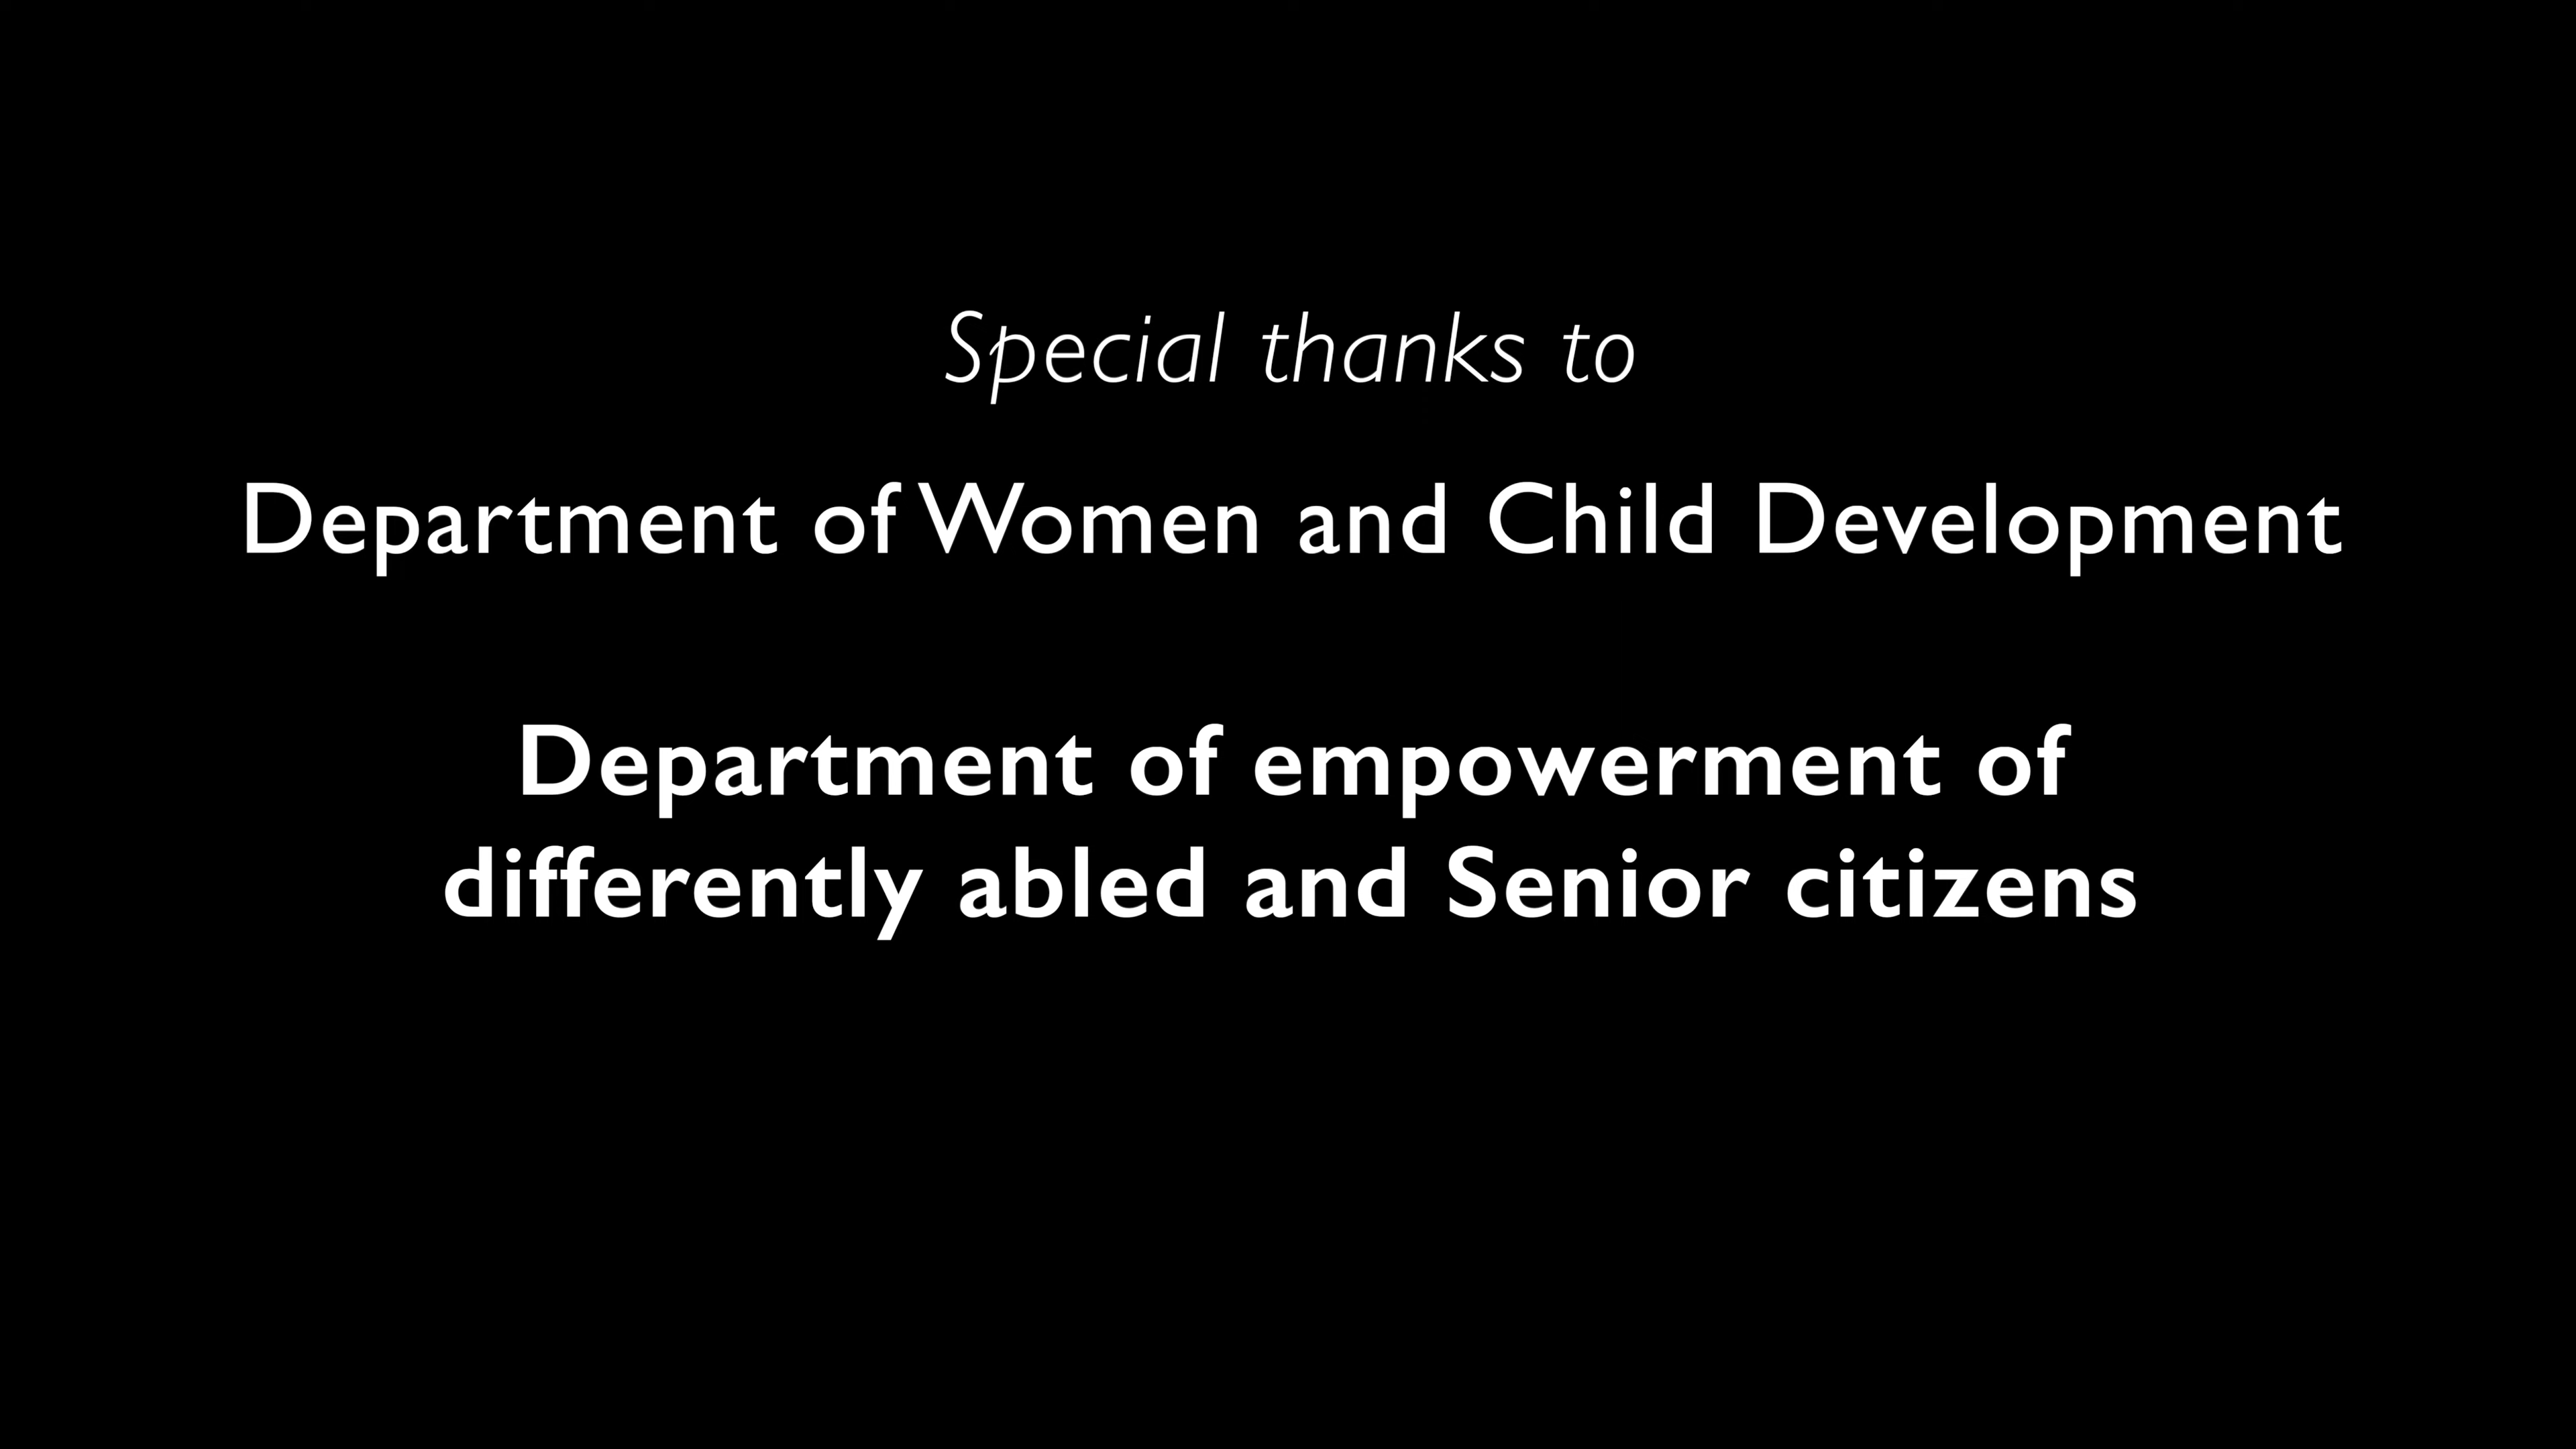 Special thanks to
Department of Women and Child Development
Department of empowerment of
differently abled and Senior citizens